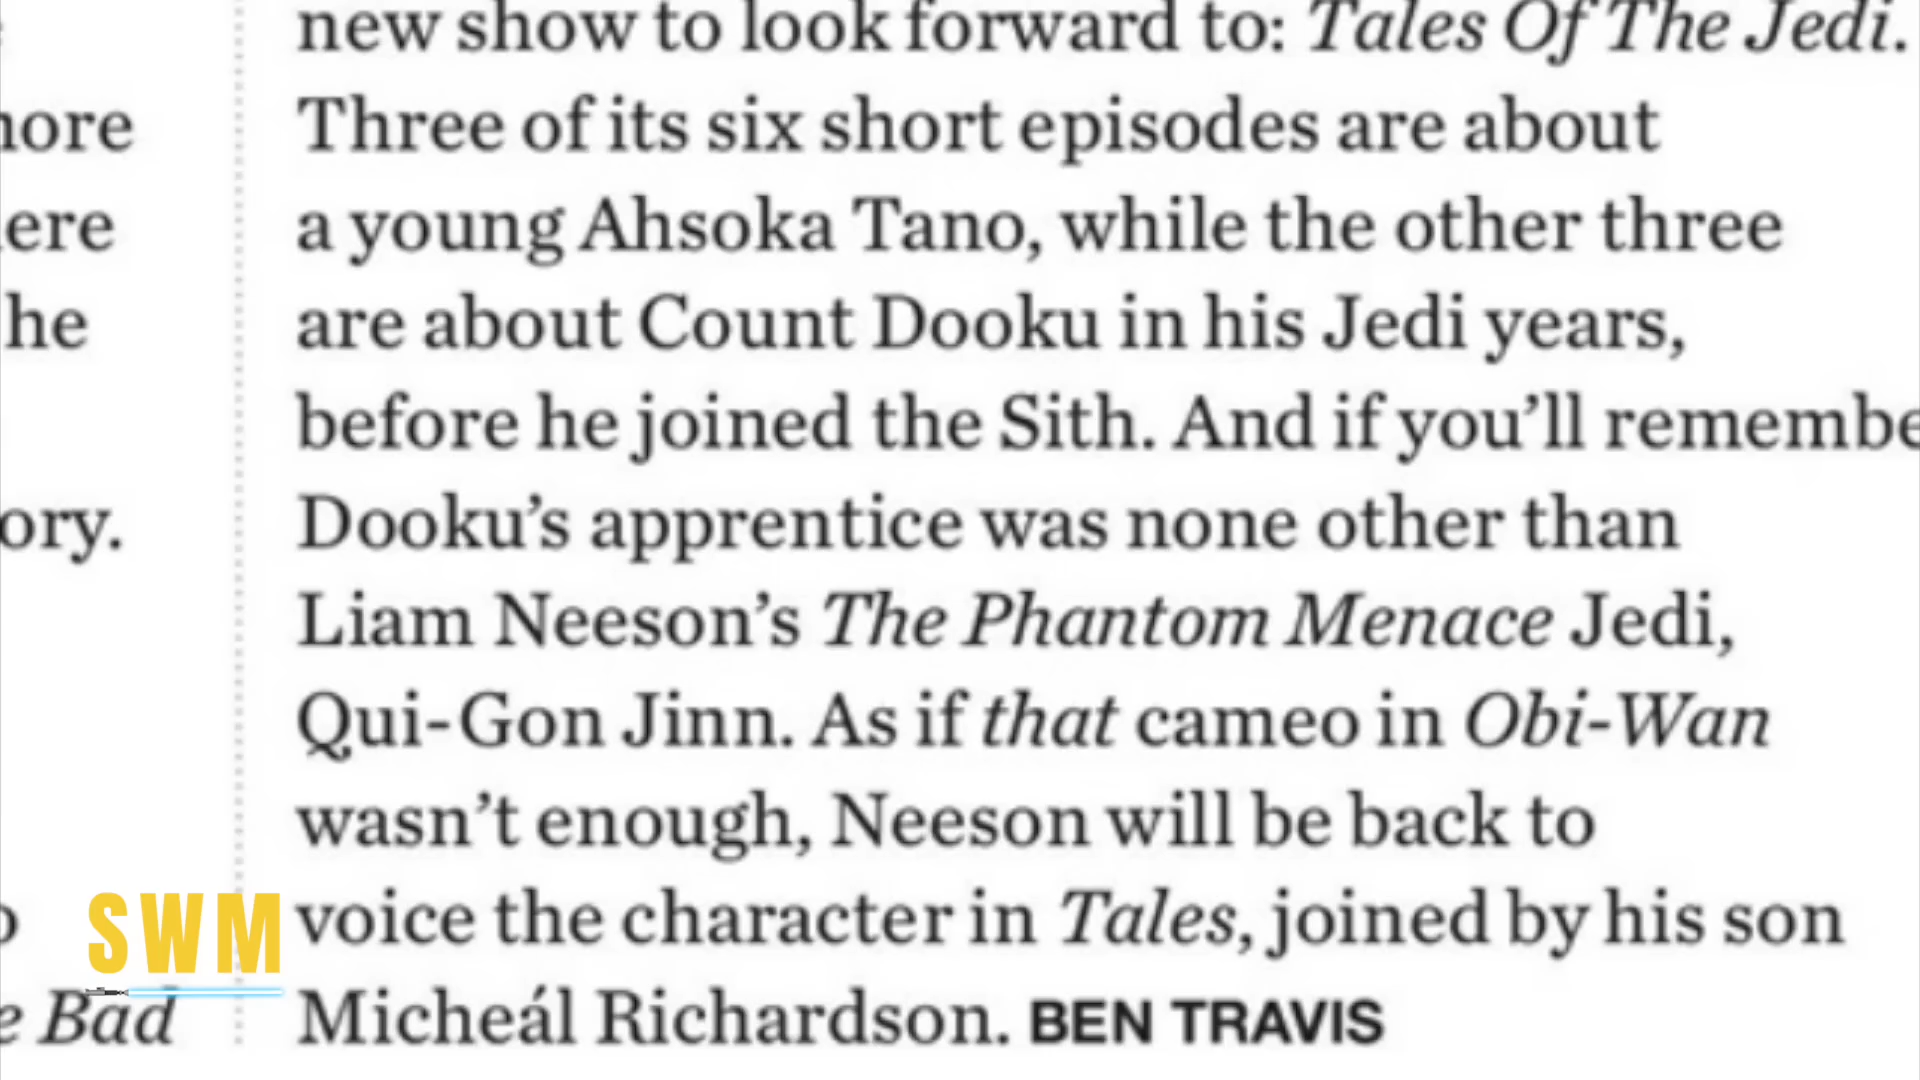 new show to look forward to: Tales Of The Jedi.
Three of its six short episodes are about
a young Ahsoka Tano, while the other three
are about Count Dooku in his Jedi years,
before he joined the Sith. And if you’ll
Dooku’s apprentice was none other than
Liam Neeson’s The Phantom Menace Jedi,
Qui-Gon Jinn. As if that cameo in Obi-Wan
wasn’t enough, Neeson will be back to
voice the character in Tales, joined by his son
Micheál Richardson. BEN TRAVIS
he
Bad
SWM